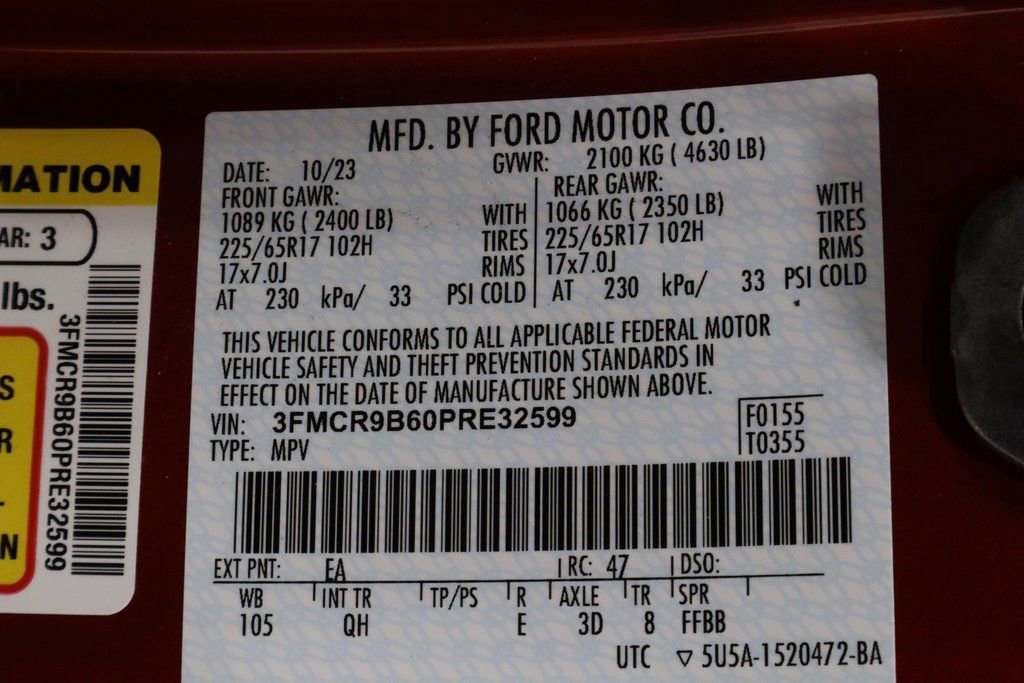 MATION
AR: 3
lbs.
3FMCR9B60PRE32599
S
R
N
MFD. BY FORD MOTOR CO.
DATE: 10/23 GVWR: 2100 KG ( 4630 LB)
FRONT GAWR: REAR GAWR:
1089 KG ( 2400 LB) WITH 1066 KG ( 2350 LB) WITH
225/65R17 102H TIRES 225/65R17 102H TIRES
17x7.0J RIMS 17x7.0J RIMS
AT 230 kPa/ 33 PSI COLD AT 230 kPa/ 33 PSI COLD
THIS VEHICLE CONFORMS TO ALL APPLICABLE FEDERAL MOTOR
VEHICLE SAFETY AND THEFT PREVENTION STANDARDS IN
EFFECT ON THE DATE OF MANUFACTURE SHOWN ABOVE.
VIN: 3FMCR9B60PRE32599 F0155
TYPE: MPV T0355
EXT PNT: EA RC: 47 DSO:
WB INT TR TP/PS R AXLE TR SPR
105 QH E 3D 8 FFBB
UTC ▽ 5U5A-1520472-BA